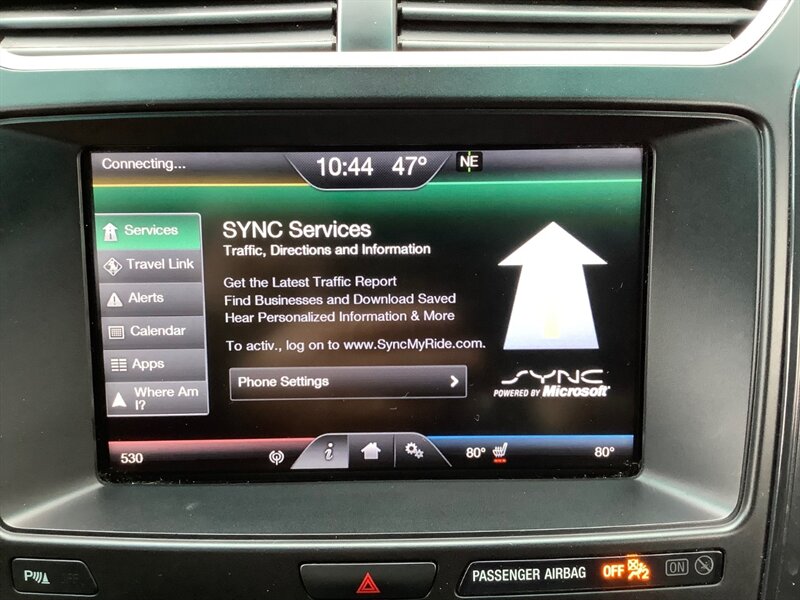 Connecting...
10:44 47°
NE
Services
Travel Link
Alerts
Calendar
Apps
Where Am
I?
SYNC Services
Traffic, Directions and Information
Get the Latest Traffic Report
Find Businesses and Download Saved
Hear Personalized Information & More
To activ., log on to www.SyncMyRide.com.
Phone Settings
SYNC
POWERED BY Microsoft®
530
i
80°
80°
P OFF
PASSENGER AIRBAG OFF 2 ON